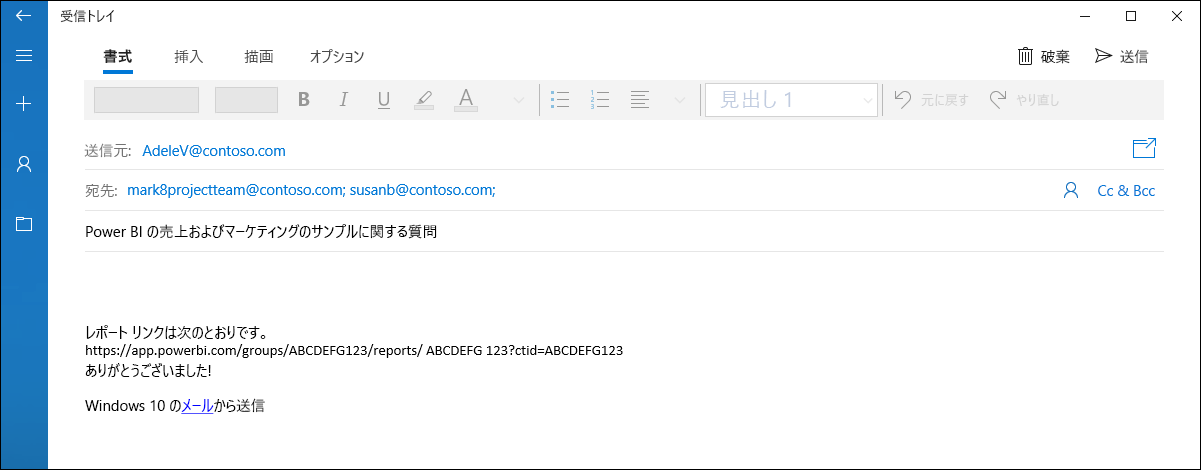 受信トレイ
書式 挿入 描画 オプション 破棄 送信
B I U A 見出し 1 元に戻す やり直し
送信元: AdeleV@contoso.com
宛先: mark8projectteam@contoso.com; susanb@contoso.com; Cc & Bcc
Power BI の売上およびマーケティングのサンプルに関する質問
レポート リンクは次のとおりです。
https://app.powerbi.com/groups/ABCDEFG123/reports/ ABCDEFG 123?ctid=ABCDEFG123
ありがとうございました!
Windows 10 のメールから送信